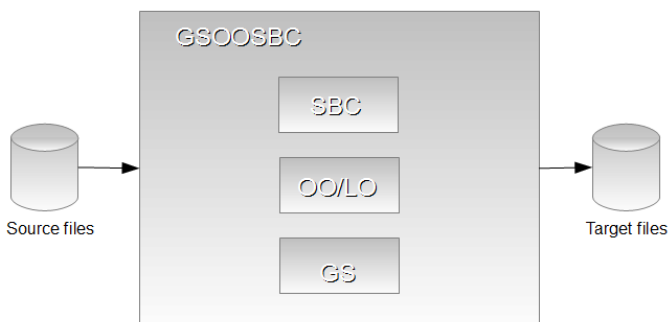 GSOOSBC
SBC
OO/LO
GS
Source files
Target files